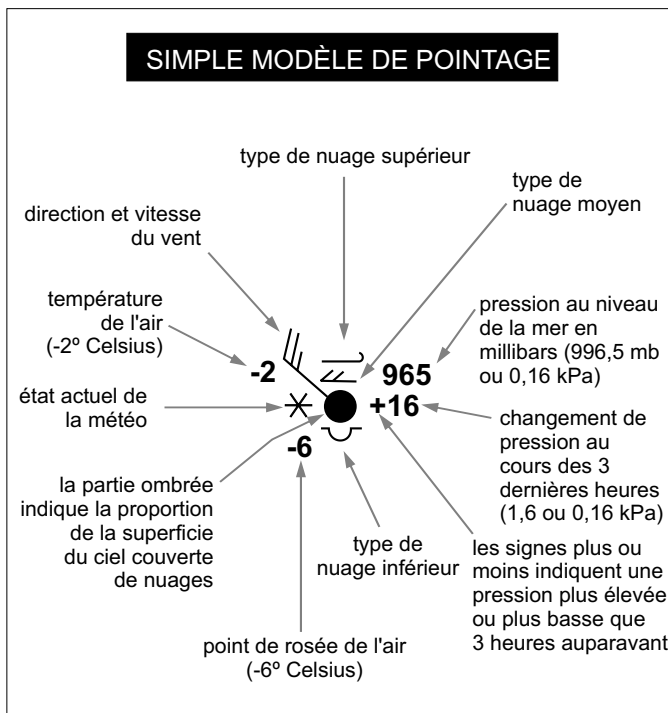 SIMPLE MODÈLE DE POINTAGE
type de nuage supérieur
type de
nuage moyen
direction et vitesse
du vent
température
de l'air
(-2º Celsius)
pression au niveau
de la mer en
millibars (996,5 mb
ou 0,16 kPa)
-2
965
état actuel de
la météo
+16
changement de
pression au
cours des 3
dernières heures
(1,6 ou 0,16 kPa)
-6
la partie ombrée
indique la proportion
de la superficie
du ciel couverte
de nuages
type de
nuage inférieur
les signes plus ou
moins indiquent une
pression plus élevée
ou plus basse que
3 heures auparavant
point de rosée de l'air
(-6º Celsius)